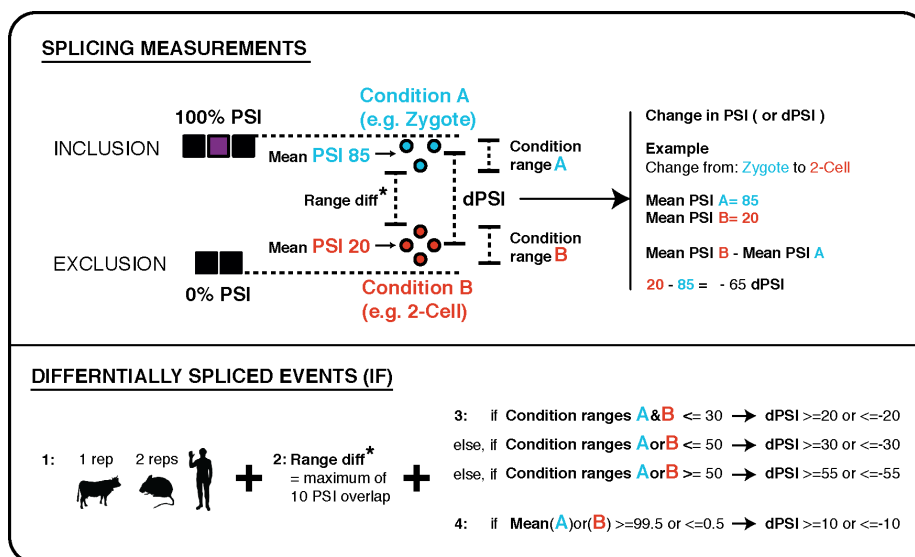 SPLICING MEASUREMENTS
100% PSI
INCLUSION
Condition A
(e.g. Zygote)
Mean PSI 85
Condition
range A
Range diff*
dPSI
Mean PSI 20
Condition
range B
EXCLUSION
0% PSI
Condition B
(e.g. 2-Cell)
Change in PSI ( or dPSI )
Example
Change from: Zygote to 2-Cell
Mean PSI A= 85
Mean PSI B= 20
Mean PSI B - Mean PSI A
20 - 85 = - 65 dPSI
DIFFERNTIALLY SPLICED EVENTS (IF)
1:
1 rep
2 reps
+
2: Range diff*
= maximum of
10 PSI overlap
+
3: if Condition ranges A&B <= 30 → dPSI >=20 or <=-20
else, if Condition ranges AorB <= 50 → dPSI >=30 or <=-30
else, if Condition ranges AorB >= 50 → dPSI >=55 or <=-55
4: if Mean(A)or(B) >=99.5 or <=0.5 → dPSI >=10 or <=-10